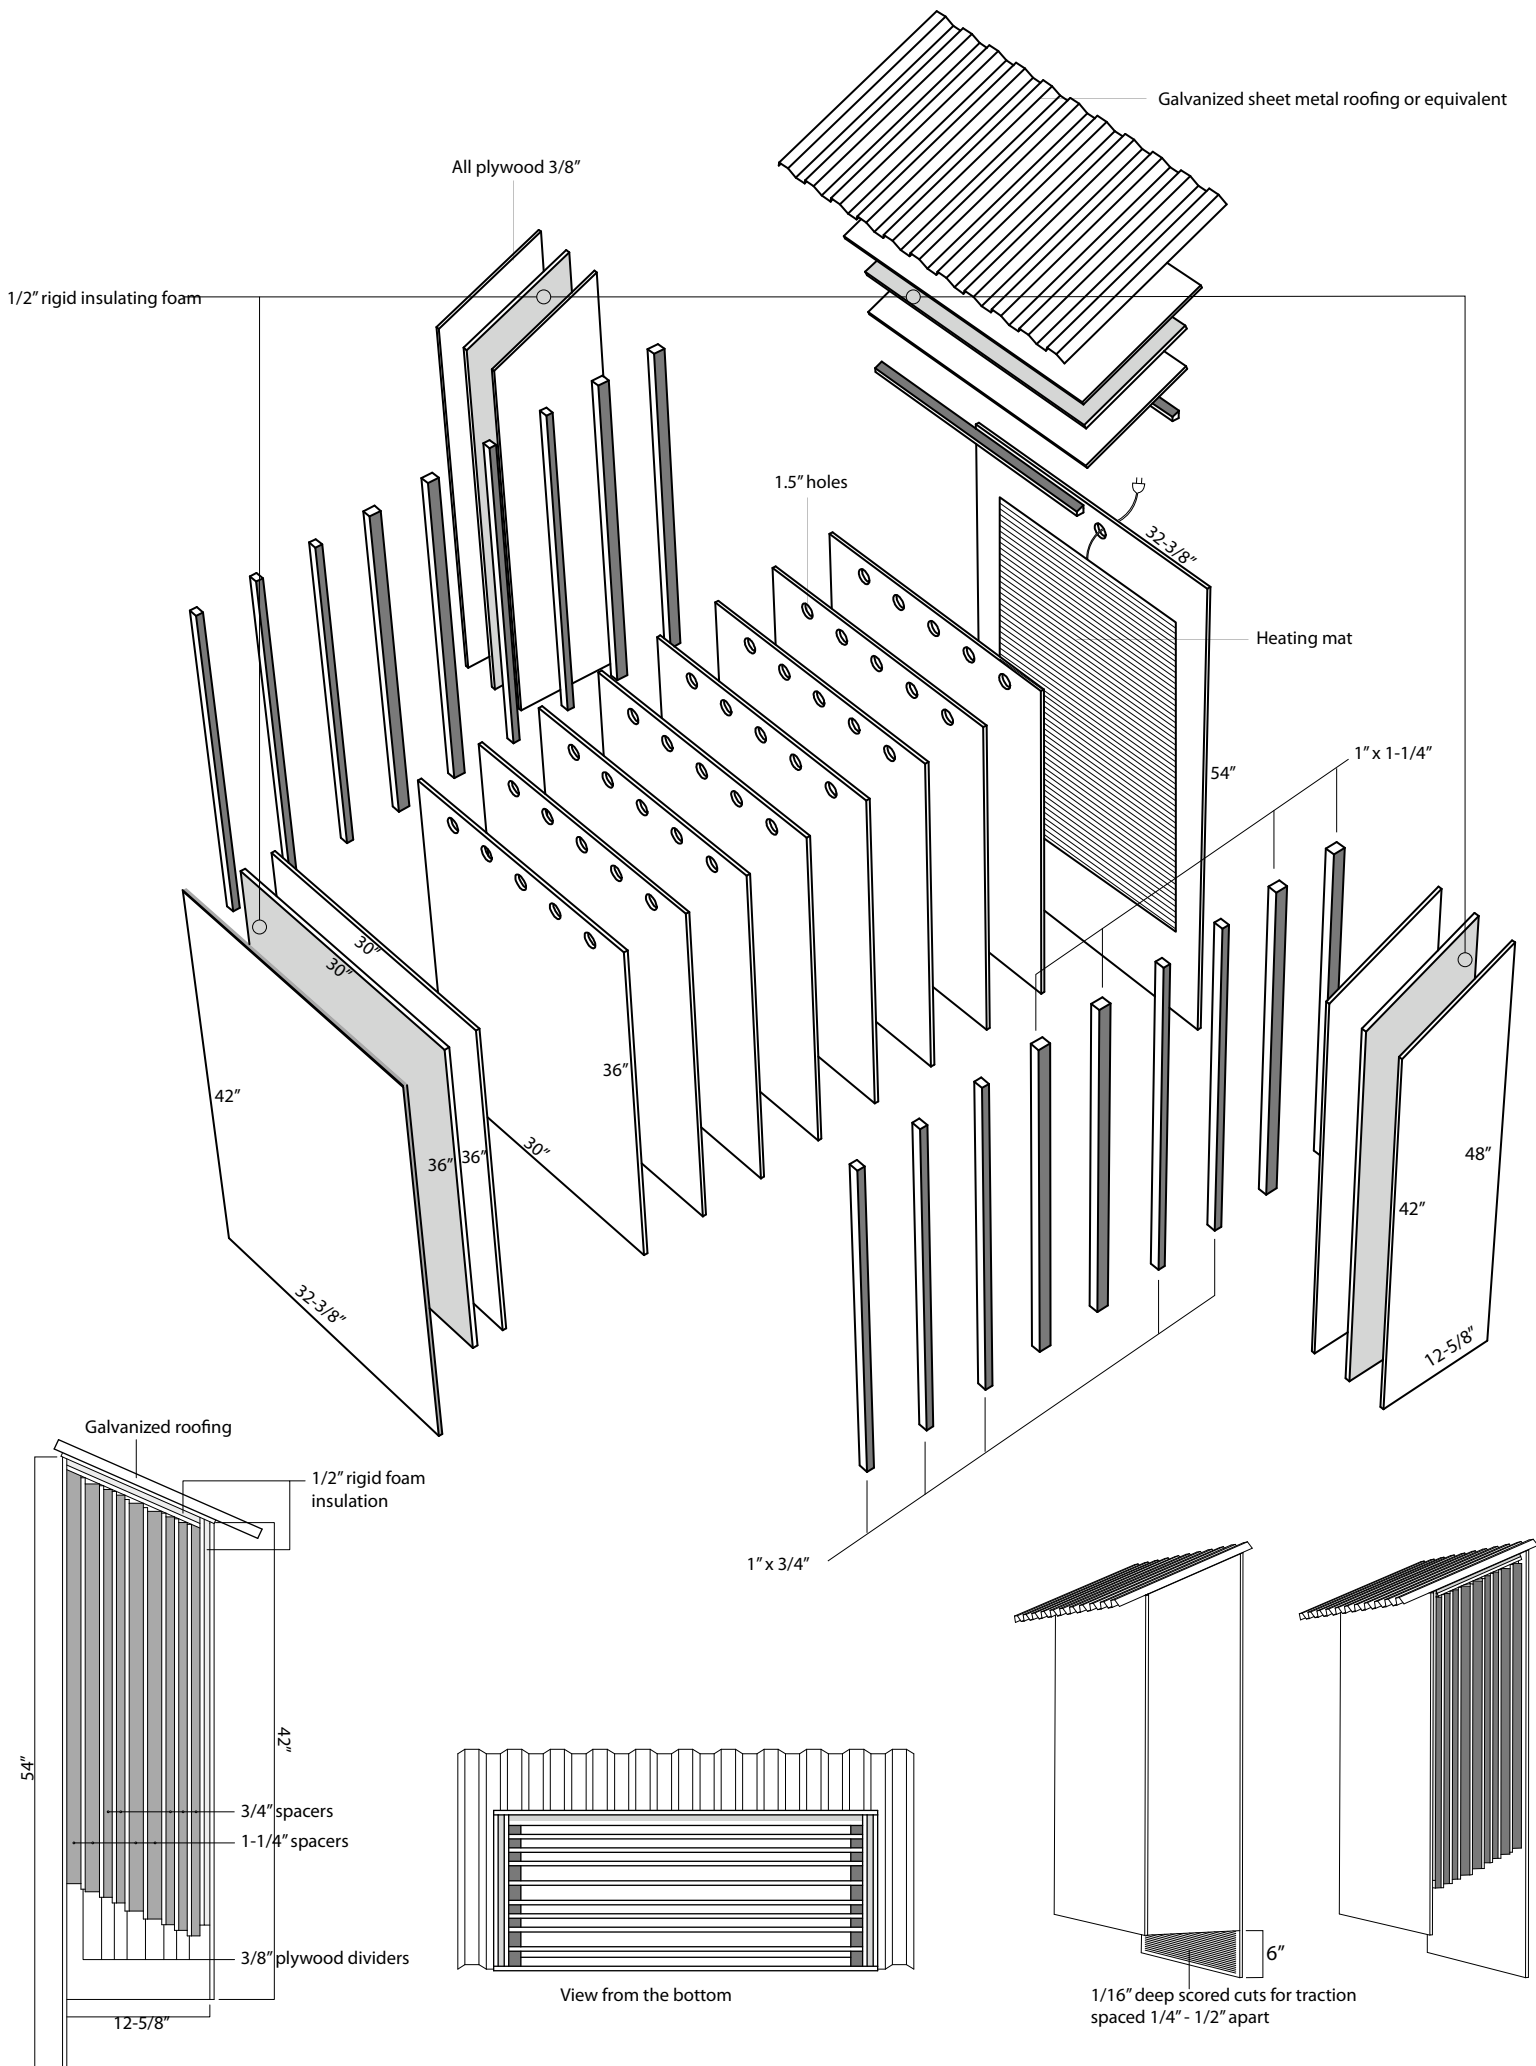 Galvanized sheet metal roofing or equivalent
All plywood 3/8”
1/2” rigid insulating foam
1.5” holes
32-3/8”
Heating mat
1” x 1-1/4”
54”
30”
30”
42”
36”
36”
36”
30”
48”
42”
32-3/8”
12-5/8”
Galvanized roofing
1/2” rigid foam
insulation
1” x 3/4”
54”
42”
3/4” spacers
1-1/4” spacers
3/8” plywood dividers
12-5/8”
View from the bottom
6”
1/16” deep scored cuts for traction
spaced 1/4” - 1/2” apart